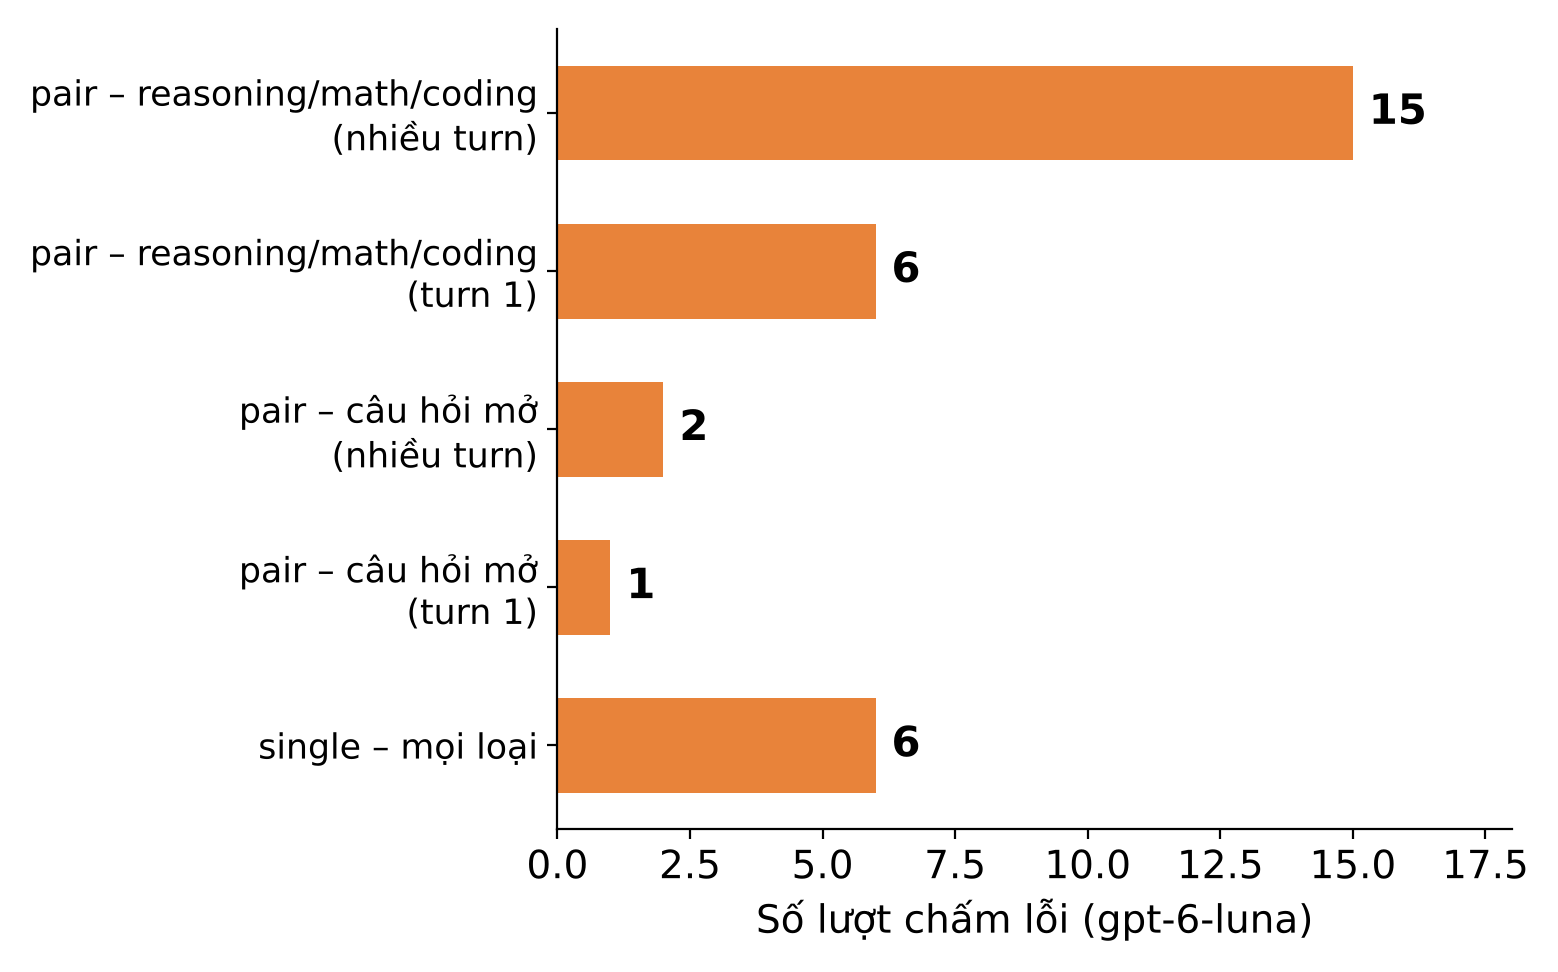 pair – reasoning/math/coding
(nhiều turn)
15
pair – reasoning/math/coding
(turn 1)
6
pair – câu hỏi mở
(nhiều turn)
2
pair – câu hỏi mở
(turn 1)
1
single – mọi loại
6
0.0 2.5 5.0 7.5 10.0 12.5 15.0 17.5
Số lượt chấm lỗi (gpt-6-luna)